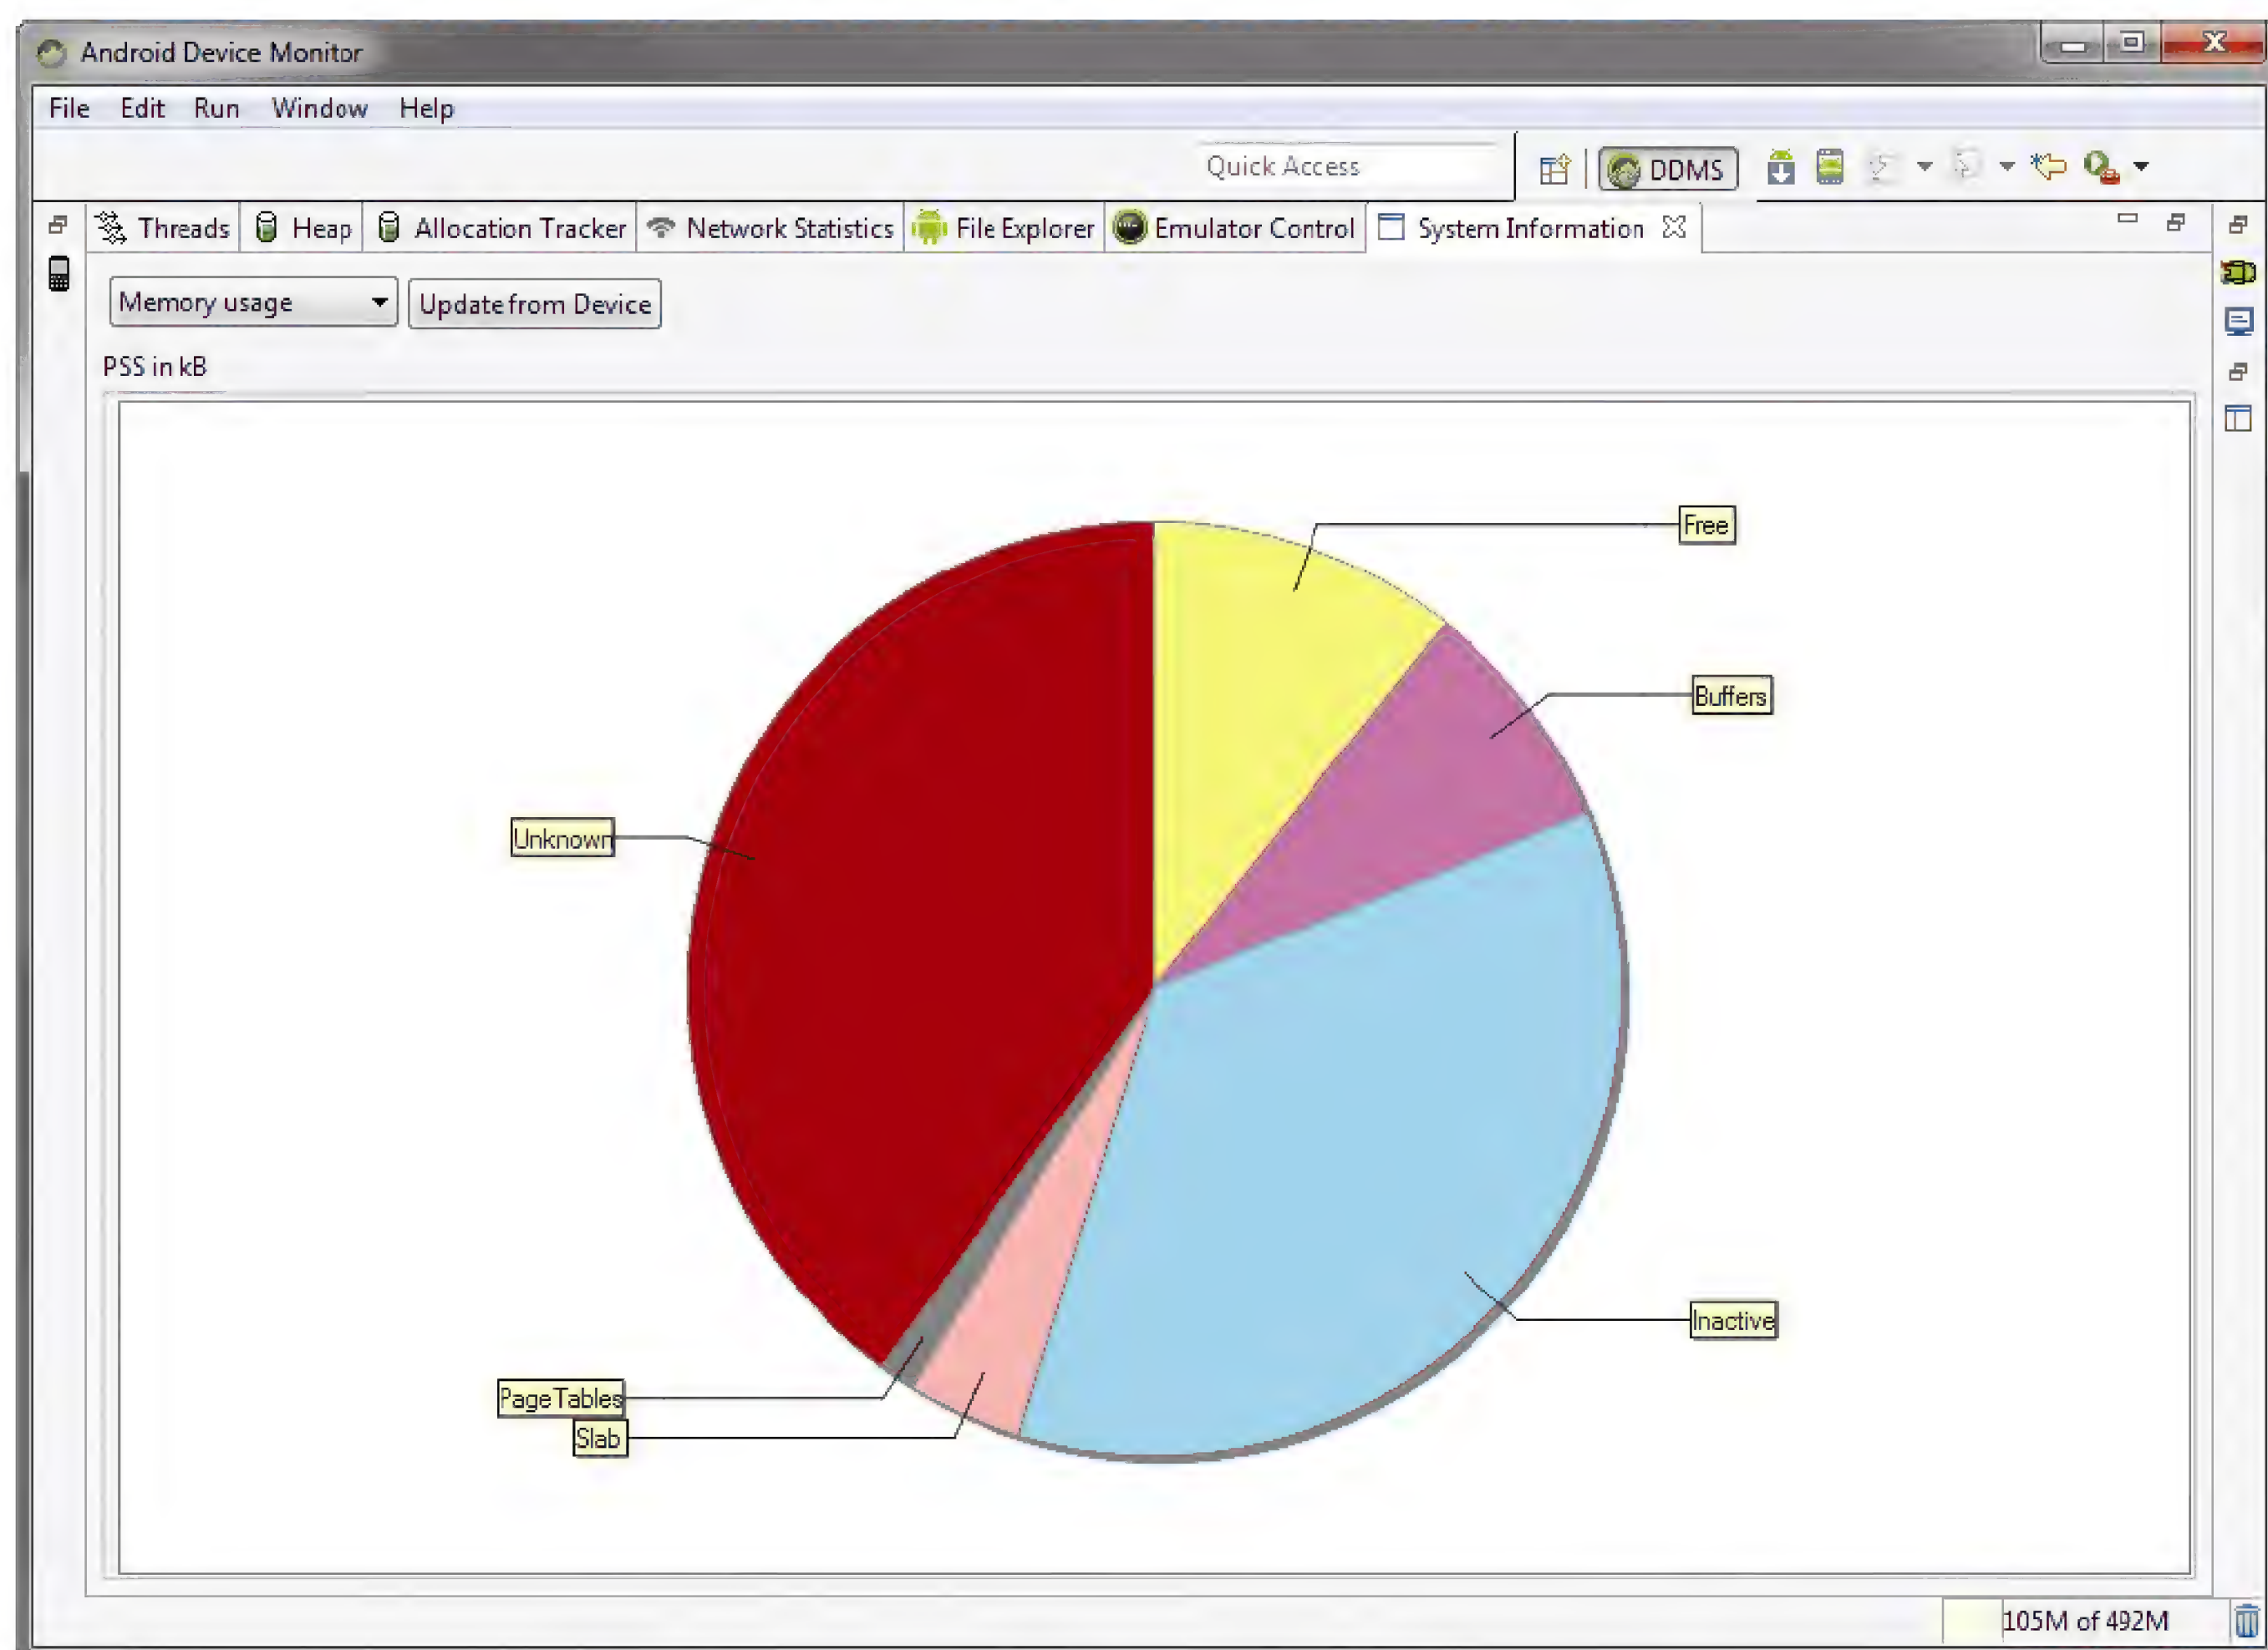 Android Device Monitor
File Edit Run Window Help
Quick Access
DDMS
Threads Heap Allocation Tracker Network Statistics File Explorer Emulator Control System Information
Memory usage Update from Device
PSS in kB
Free
Buffers
Unknown
Inactive
PageTables
Slab
105M of 492M